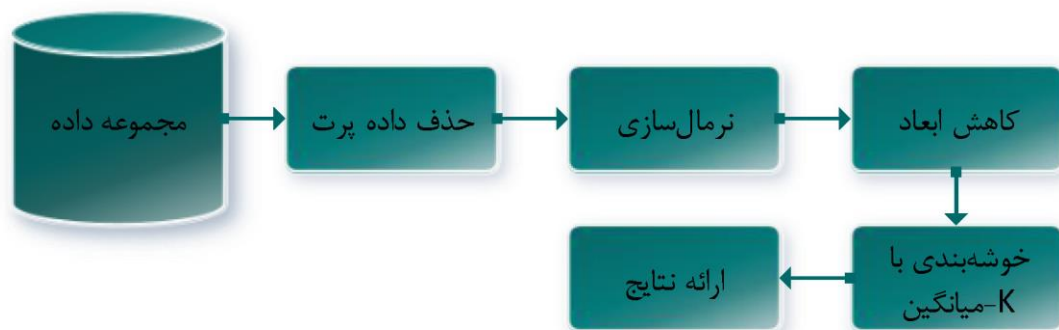 مجموعه داده
حذف داده پرت
نرمال‌سازی
کاهش ابعاد
خوشه‌بندی با
K-میانگین
ارائه نتایج